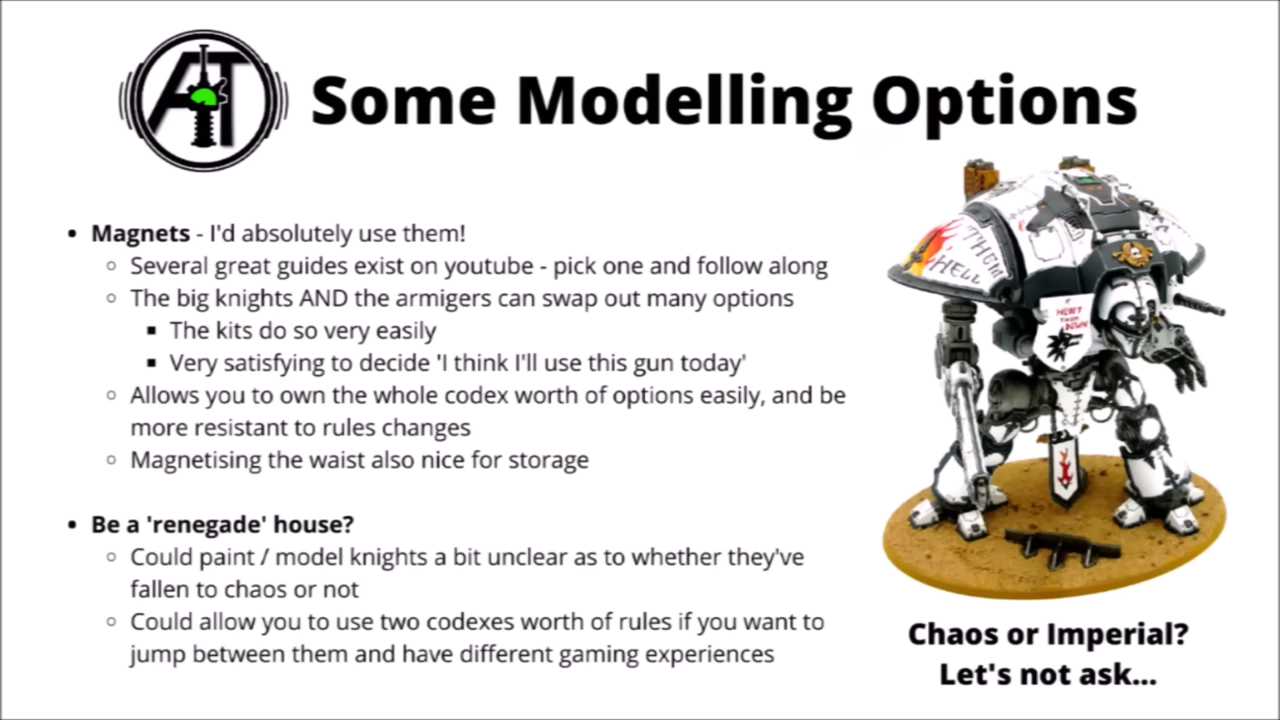 AT
Some Modelling Options
• Magnets - I'd absolutely use them!
○ Several great guides exist on youtube - pick one and follow along
○ The big knights AND the armigers can swap out many options
▪ The kits do so very easily
▪ Very satisfying to decide 'I think I'll use this gun today'
○ Allows you to own the whole codex worth of options easily, and be
more resistant to rules changes
○ Magnetising the waist also nice for storage
• Be a 'renegade' house?
○ Could paint / model knights a bit unclear as to whether they've
fallen to chaos or not
○ Could allow you to use two codexes worth of rules if you want to
jump between them and have different gaming experiences
THEM
HELL
HUNT
THEM
DOWN
Chaos or Imperial?
Let's not ask...